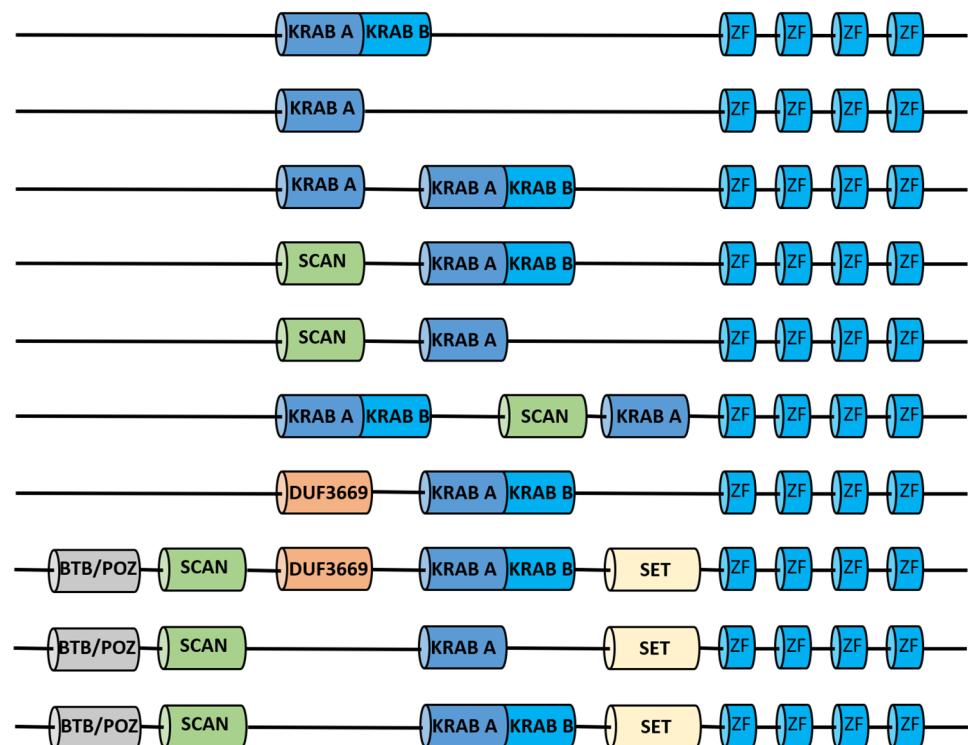 KRAB A KRAB B ZF ZF ZF ZF
KRAB A ZF ZF ZF ZF
KRAB A KRAB A KRAB B ZF ZF ZF ZF
SCAN KRAB A KRAB B ZF ZF ZF ZF
SCAN KRAB A ZF ZF ZF ZF
KRAB A KRAB B SCAN KRAB A ZF ZF ZF ZF
DUF3669 KRAB A KRAB B ZF ZF ZF ZF
BTB/POZ SCAN DUF3669 KRAB A KRAB B SET ZF ZF ZF ZF
BTB/POZ SCAN KRAB A SET ZF ZF ZF ZF
BTB/POZ SCAN KRAB A KRAB B SET ZF ZF ZF ZF